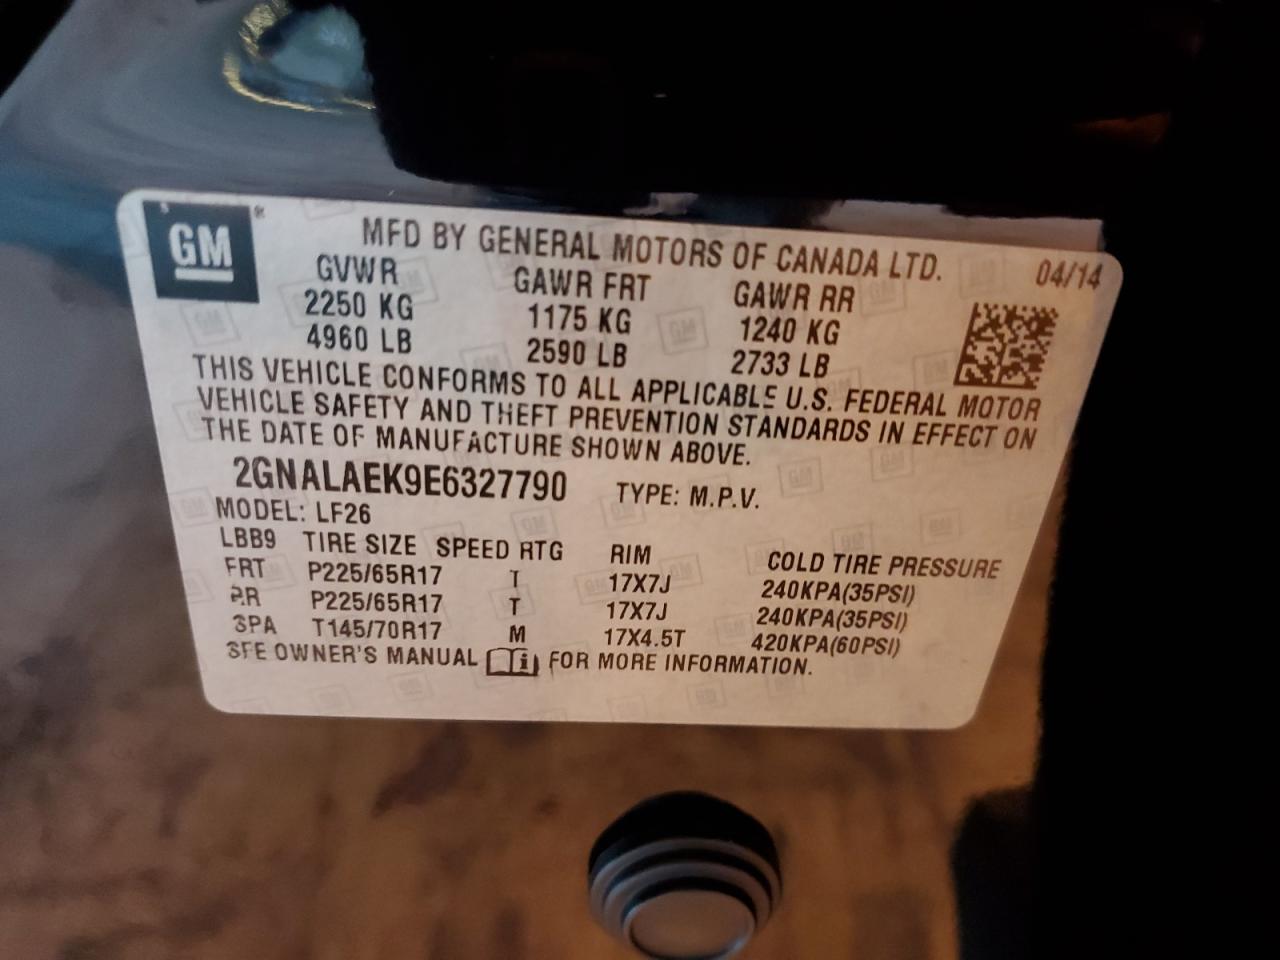 GM ®
MFD BY GENERAL MOTORS OF CANADA LTD.
04/14
GVWR GAWR FRT GAWR RR
2250 KG 1175 KG 1240 KG
4960 LB 2590 LB 2733 LB
THIS VEHICLE CONFORMS TO ALL APPLICABLE U.S. FEDERAL MOTOR
VEHICLE SAFETY AND THEFT PREVENTION STANDARDS IN EFFECT ON
THE DATE OF MANUFACTURE SHOWN ABOVE.
2GNALAEK9E6327790 TYPE: M.P.V.
MODEL: LF26
LBB9 TIRE SIZE SPEED RTG RIM COLD TIRE PRESSURE
FRT P225/65R17 T 17X7J 240KPA(35PSI)
RR P225/65R17 T 17X7J 240KPA(35PSI)
SPA T145/70R17 M 17X4.5T 420KPA(60PSI)
SEE OWNER'S MANUAL i FOR MORE INFORMATION.